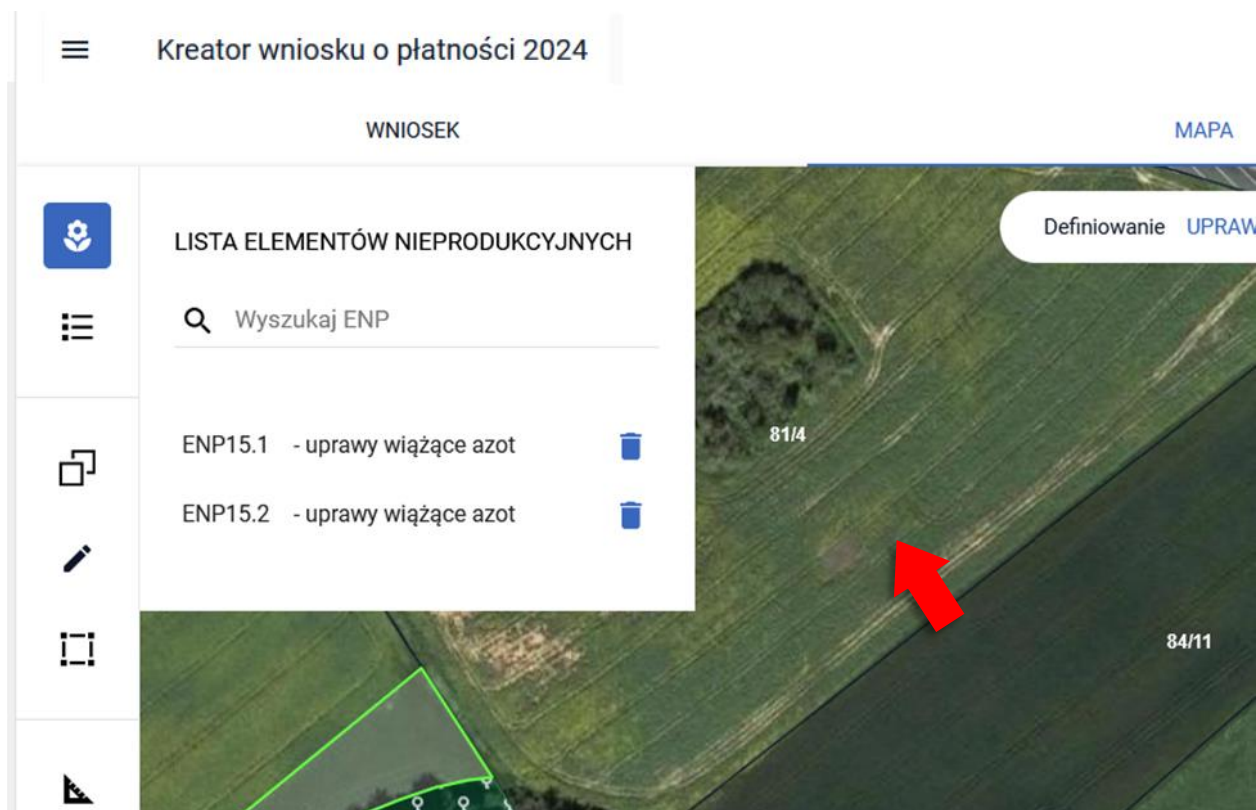 Kreator wniosku o płatności 2024
WNIOSEK
MAPA
LISTA ELEMENTÓW NIEPRODUKCYJNYCH
Definiowanie UPRAW
Wyszukaj ENP
ENP15.1 - uprawy wiążące azot
81/4
ENP15.2 - uprawy wiążące azot
84/11